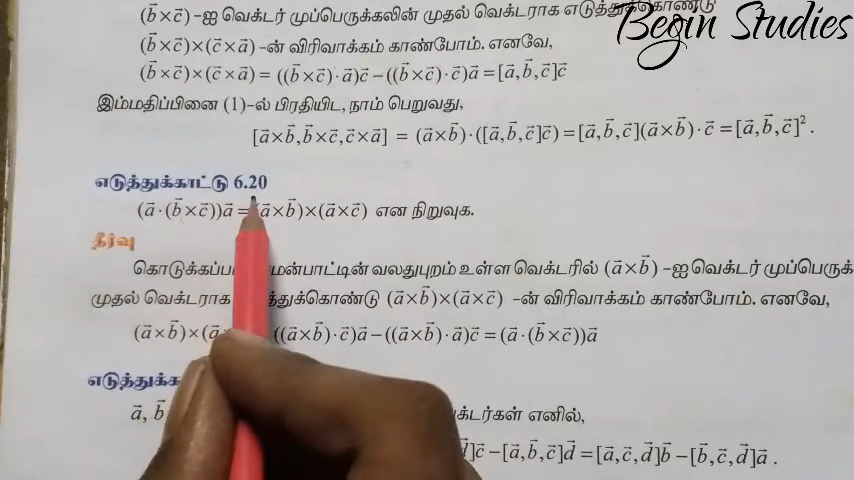 Begin Studies
(b⃗×c⃗)-ஐ வெக்டர் முப்பெருக்கலின் முதல் வெக்டராக எடுத்துக்கொண்டு
(b⃗×c⃗)×(c⃗×a⃗) -ன் விரிவாக்கம் காண்போம். எனவே,
(b⃗×c⃗)×(c⃗×a⃗) = ((b⃗×c⃗)·a⃗)c⃗−((b⃗×c⃗)·c⃗)a⃗ = [a⃗,b⃗,c⃗]c⃗
இம்மதிப்பினை (1)-ல் பிரதியிட, நாம் பெறுவது,
[a⃗×b⃗,b⃗×c⃗,c⃗×a⃗] = (a⃗×b⃗)·([a⃗,b⃗,c⃗]c⃗) = [a⃗,b⃗,c⃗](a⃗×b⃗)·c⃗ = [a⃗,b⃗,c⃗]².
எடுத்துக்காட்டு 6.20
(a⃗·(b⃗×c⃗))a⃗ = (a⃗×b⃗)×(a⃗×c⃗) என நிறுவுக.
தீர்வு
மன்பாட்டின் வலதுபுறம் உள்ள வெக்டரில் (a⃗×b⃗) -ஐ வெக்டர் முப்பெருக்
முதல் வெக்டராக த்துக்கொண்டு (a⃗×b⃗)×(a⃗×c⃗) -ன் விரிவாக்கம் காண்போம். எனவே,
(a⃗×b⃗)×(a⃗ ((a⃗×b⃗)·c⃗)a⃗−((a⃗×b⃗)·a⃗)c⃗ = (a⃗·(b⃗×c⃗))a⃗
எடுத்துக்க
a⃗, b⃗ க்டர்கள் எனில்,
d⃗]c⃗−[a⃗,b⃗,c⃗]d⃗ = [a⃗,c⃗,d⃗]b⃗−[b⃗,c⃗,d⃗]a⃗.